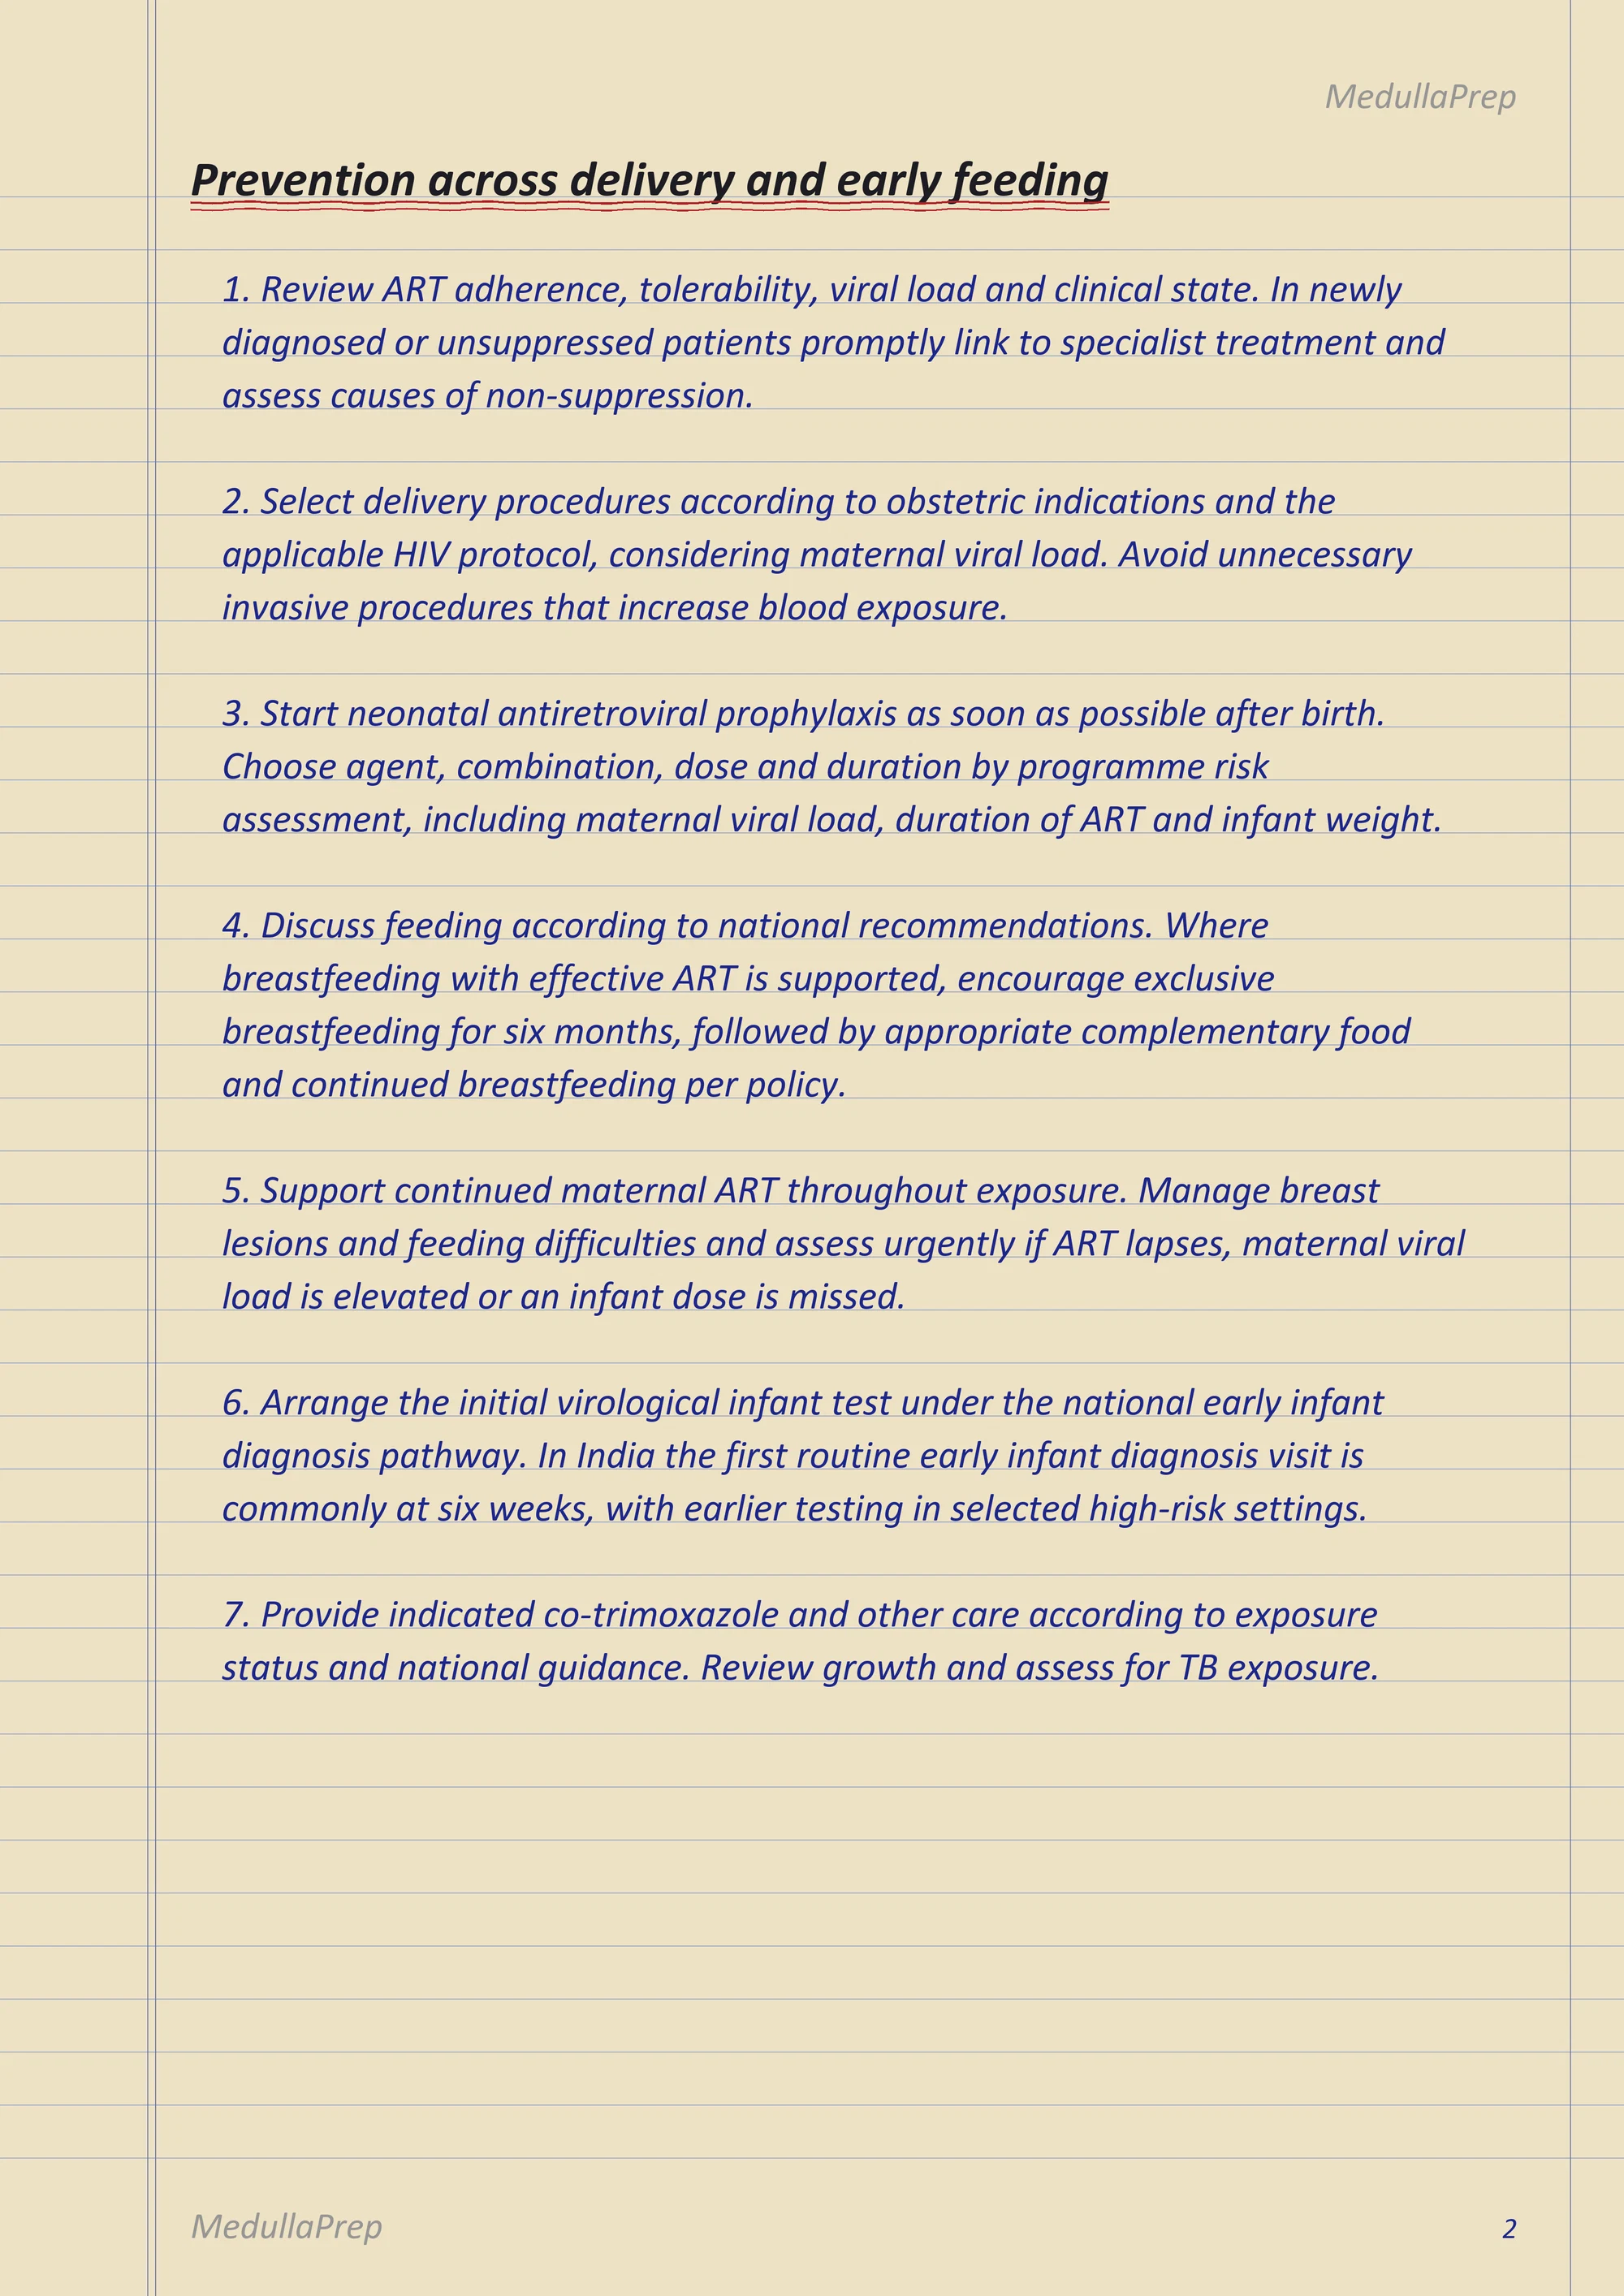 MedullaPrep
Prevention across delivery and early feeding
1. Review ART adherence, tolerability, viral load and clinical state. In newly
diagnosed or unsuppressed patients promptly link to specialist treatment and
assess causes of non-suppression.
2. Select delivery procedures according to obstetric indications and the
applicable HIV protocol, considering maternal viral load. Avoid unnecessary
invasive procedures that increase blood exposure.
3. Start neonatal antiretroviral prophylaxis as soon as possible after birth.
Choose agent, combination, dose and duration by programme risk
assessment, including maternal viral load, duration of ART and infant weight.
4. Discuss feeding according to national recommendations. Where
breastfeeding with effective ART is supported, encourage exclusive
breastfeeding for six months, followed by appropriate complementary food
and continued breastfeeding per policy.
5. Support continued maternal ART throughout exposure. Manage breast
lesions and feeding difficulties and assess urgently if ART lapses, maternal viral
load is elevated or an infant dose is missed.
6. Arrange the initial virological infant test under the national early infant
diagnosis pathway. In India the first routine early infant diagnosis visit is
commonly at six weeks, with earlier testing in selected high-risk settings.
7. Provide indicated co-trimoxazole and other care according to exposure
status and national guidance. Review growth and assess for TB exposure.
MedullaPrep
2